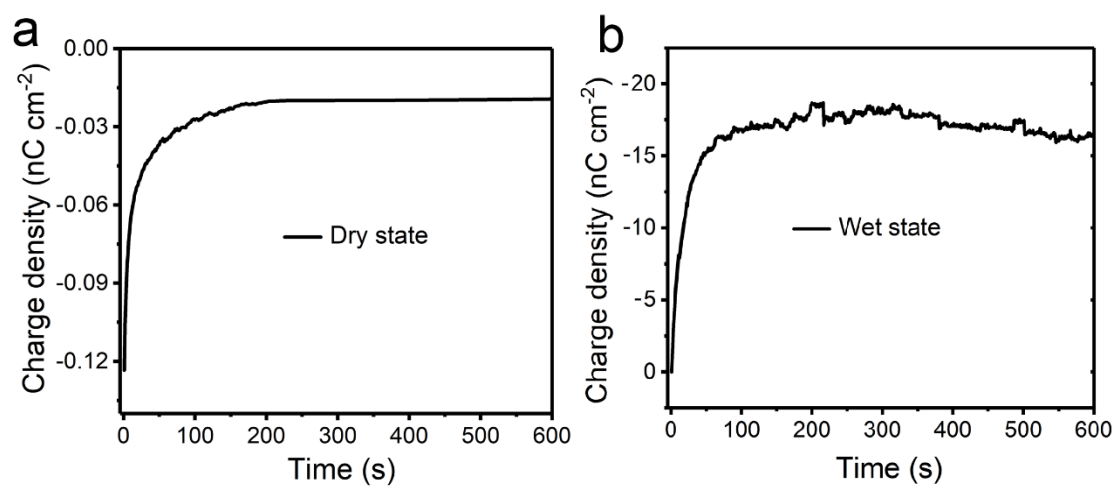 a
0.00
-0.03
-0.06
-0.09
-0.12
Charge density (nC cm-2)
Dry state
0 100 200 300 400 500 600
Time (s)
b
-20
-15
-10
-5
0
Charge density (nC cm-2)
Wet state
0 100 200 300 400 500 600
Time (s)